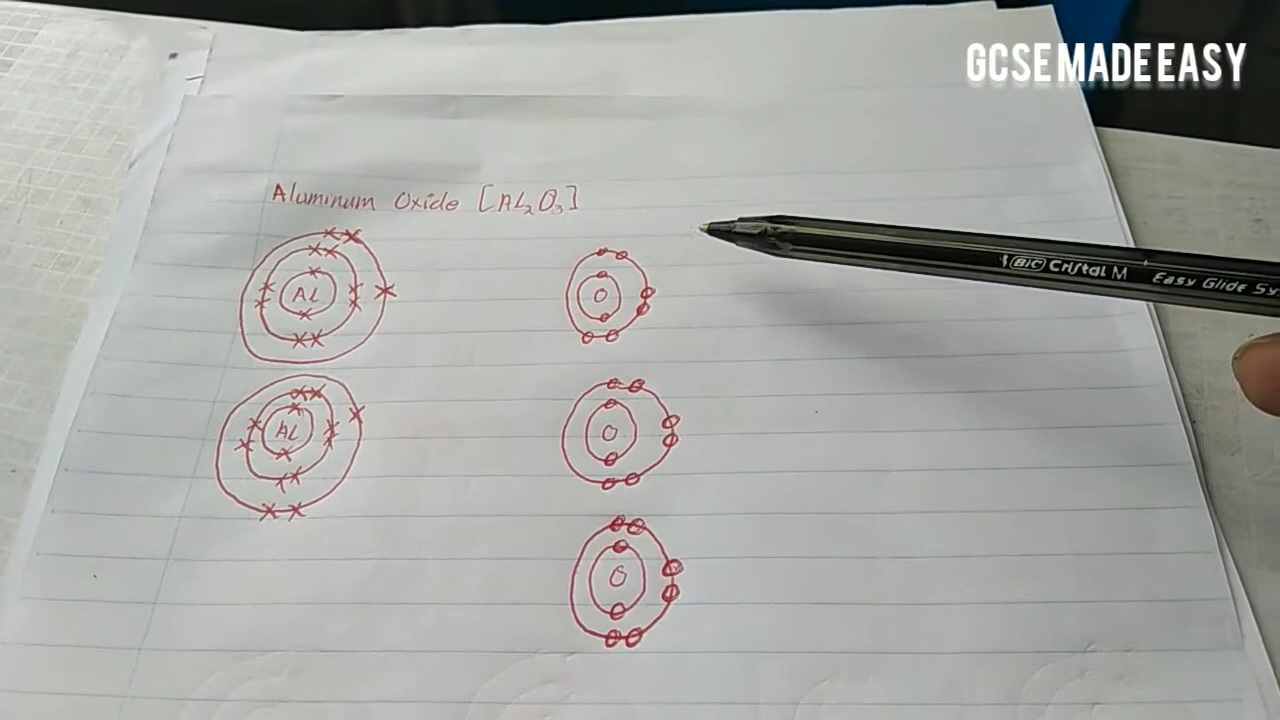 GCSE MADE EASY
Aluminum Oxide [AL₂O₃]
BIC Cristal M Easy Glide Sy
AL
O
AL
O
O